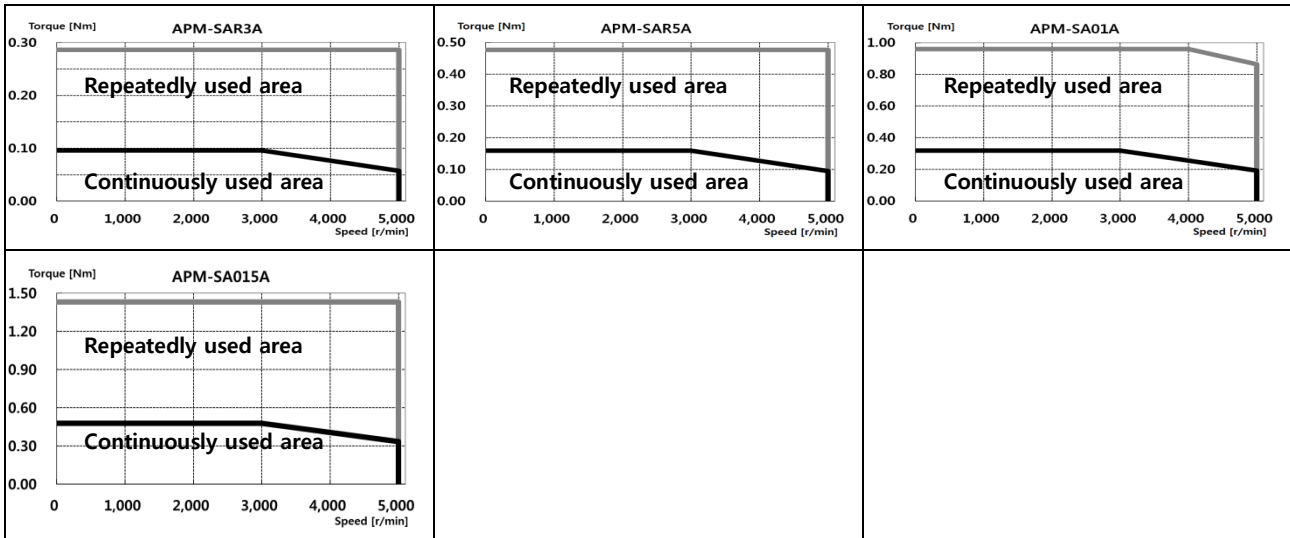 Torque [Nm] APM-SAR3A
0.30
Repeatedly used area
0.20
0.10
Continuously used area
0.00
0 1,000 2,000 3,000 4,000 5,000
Speed [r/min]
Torque [Nm] APM-SAR5A
0.50
0.40
Repeatedly used area
0.30
0.20
0.10
Continuously used area
0.00
0 1,000 2,000 3,000 4,000 5,000
Speed [r/min]
Torque [Nm] APM-SA01A
1.00
0.80
Repeatedly used area
0.60
0.40
0.20
Continuously used area
0.00
0 1,000 2,000 3,000 4,000 5,000
Speed [r/min]
Torque [Nm] APM-SA015A
1.50
1.20
Repeatedly used area
0.90
0.60
Continuously used area
0.30
0.00
0 1,000 2,000 3,000 4,000 5,000
Speed [r/min]